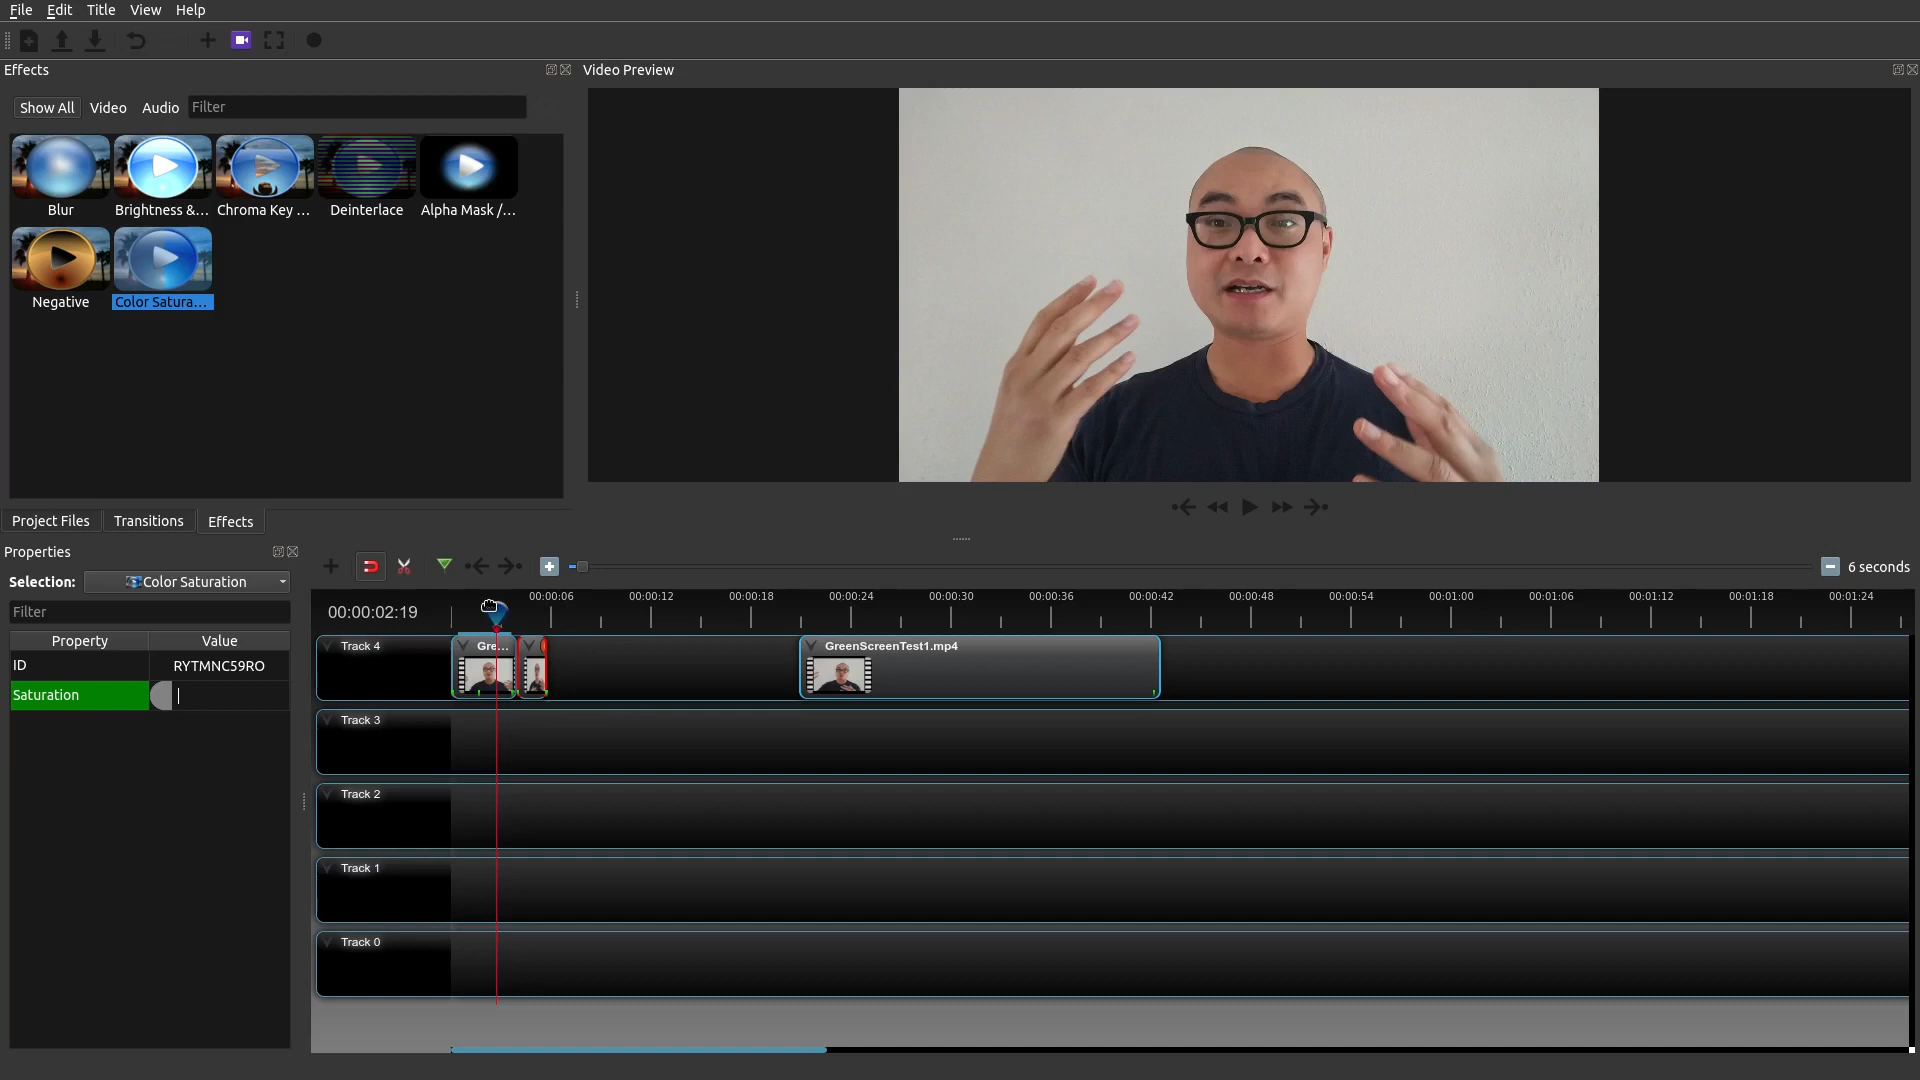 File Edit Title View Help
Effects
Video Preview
Show All Video Audio Filter
Blur Brightness &... Chroma Key ... Deinterlace Alpha Mask /...
Negative Color Satura...
Project Files Transitions Effects
Properties
Selection: Color Saturation
Filter
Property Value
ID RYTMNC59RO
Saturation
6 seconds
00:00:02:19
00:00:06 00:00:12 00:00:18 00:00:24 00:00:30 00:00:36 00:00:42 00:00:48 00:00:54 00:01:00 00:01:06 00:01:12 00:01:18 00:01:24
Track 4 Gre... GreenScreenTest1.mp4
Track 3
Track 2
Track 1
Track 0